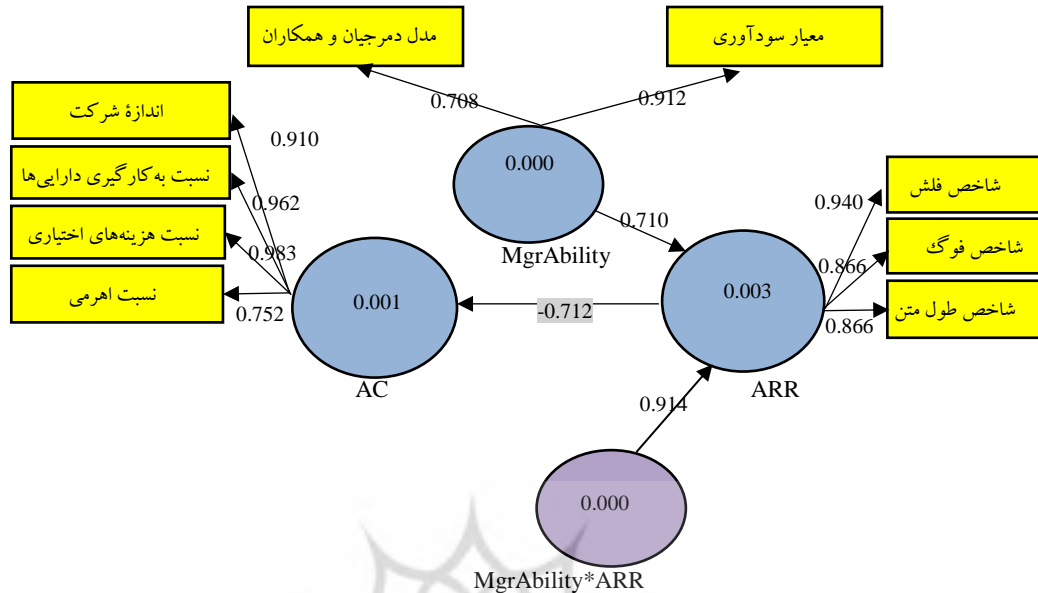 مدل دمرجیان و همکاران
معیار سودآوری
0.708
0.912
اندازۀ شرکت
نسبت به‌کارگیری دارایی‌ها
نسبت هزینه‌های اختیاری
نسبت اهرمی
0.910
0.962
0.983
0.752
0.000
MgrAbility
0.710
شاخص فلش
شاخص فوگ
شاخص طول متن
0.940
0.866
0.866
0.001
AC
-0.712
0.003
ARR
0.914
0.000
MgrAbility*ARR